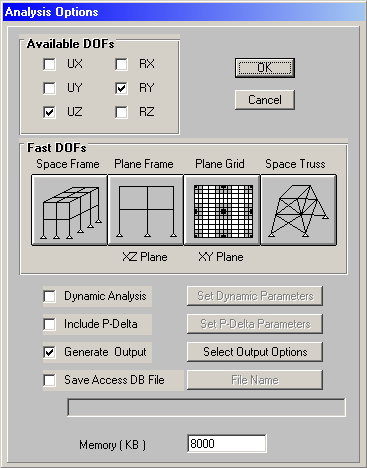 Analysis Options
Available DOFs
UX RX
UY RY
UZ RZ
OK
Cancel
Fast DOFs
Space Frame Plane Frame Plane Grid Space Truss
XZ Plane XY Plane
Dynamic Analysis Set Dynamic Parameters
Include P-Delta Set P-Delta Parameters
Generate Output Select Output Options
Save Access DB File File Name
Memory ( KB ) 8000